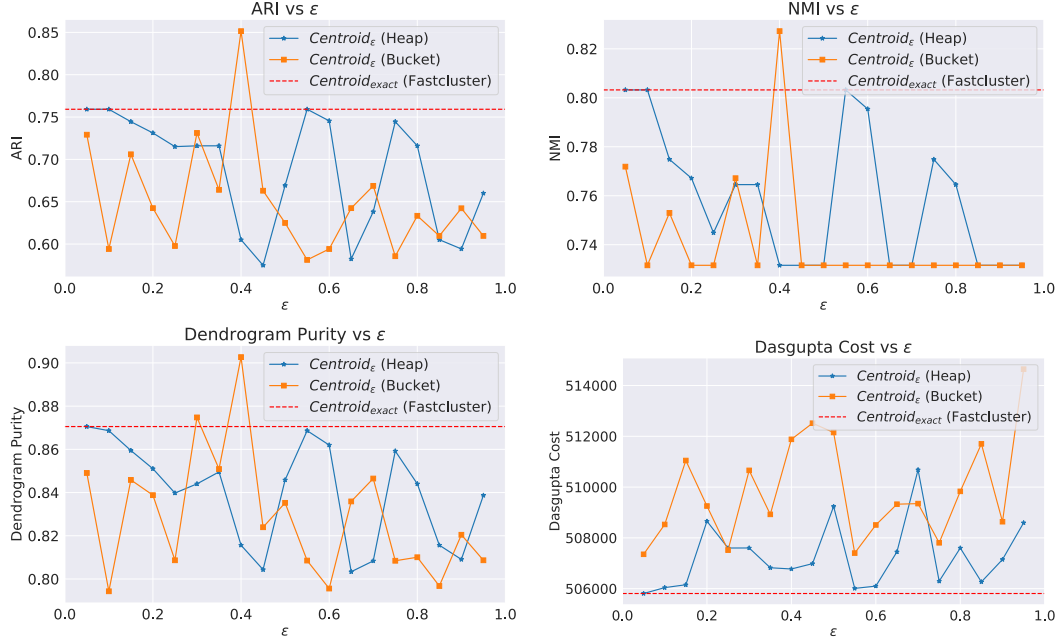 ARI vs ε
0.85
0.80
0.75
0.70
0.65
0.60
ARI
Centroidε (Heap)
Centroidε (Bucket)
Centroidexact (Fastcluster)
0.0 0.2 0.4 0.6 0.8 1.0
ε
NMI vs ε
0.82
0.80
0.78
0.76
0.74
NMI
Centroidε (Heap)
Centroidε (Bucket)
Centroidexact (Fastcluster)
0.0 0.2 0.4 0.6 0.8 1.0
ε
Dendrogram Purity vs ε
0.90
0.88
0.86
0.84
0.82
0.80
Dendrogram Purity
Centroidε (Heap)
Centroidε (Bucket)
Centroidexact (Fastcluster)
0.0 0.2 0.4 0.6 0.8 1.0
ε
Dasgupta Cost vs ε
514000
512000
510000
508000
506000
Dasgupta Cost
Centroidε (Heap)
Centroidε (Bucket)
Centroidexact (Fastcluster)
0.0 0.2 0.4 0.6 0.8 1.0
ε